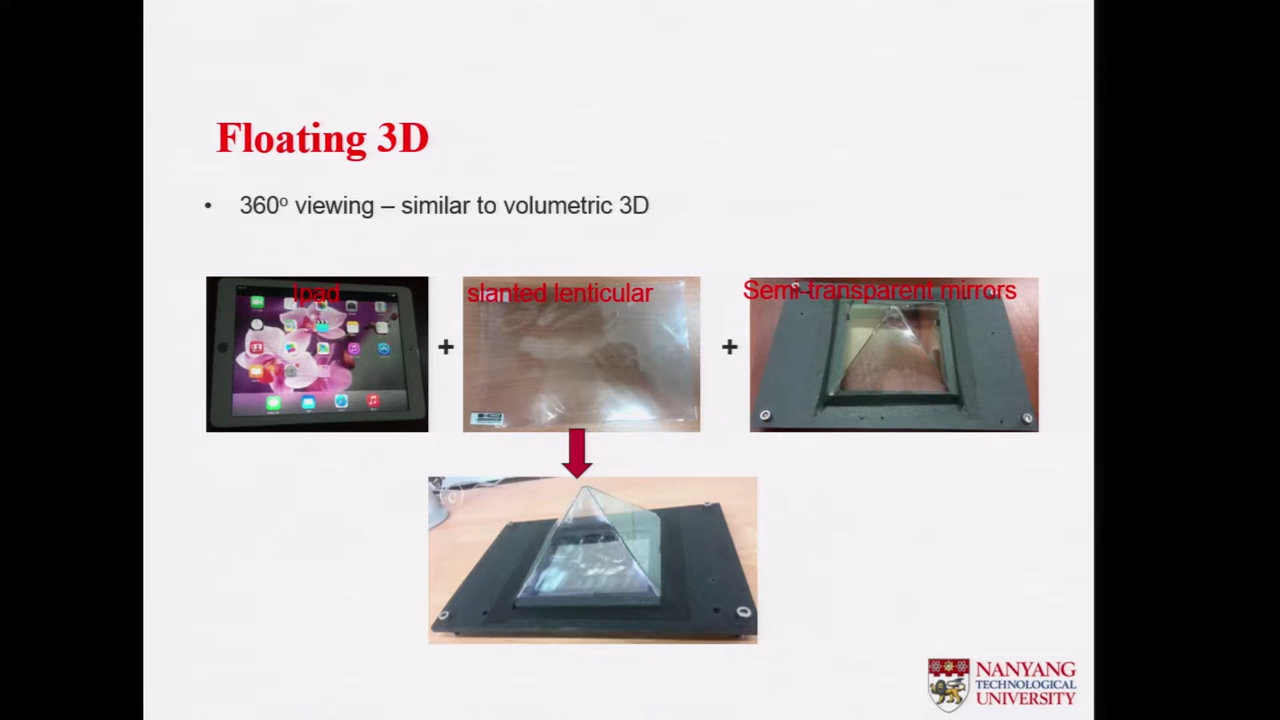 Floating 3D
• 360º viewing – similar to volumetric 3D
Ipad
slanted lenticular
Semi-transparent mirrors
+
+
NANYANG
TECHNOLOGICAL
UNIVERSITY